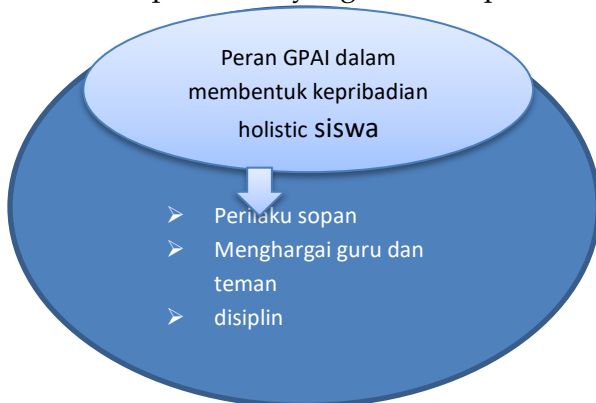 Peran GPAI dalam
membentuk kepribadian
holistic siswa
➢ Perilaku sopan
➢ Menghargai guru dan
teman
➢ disiplin